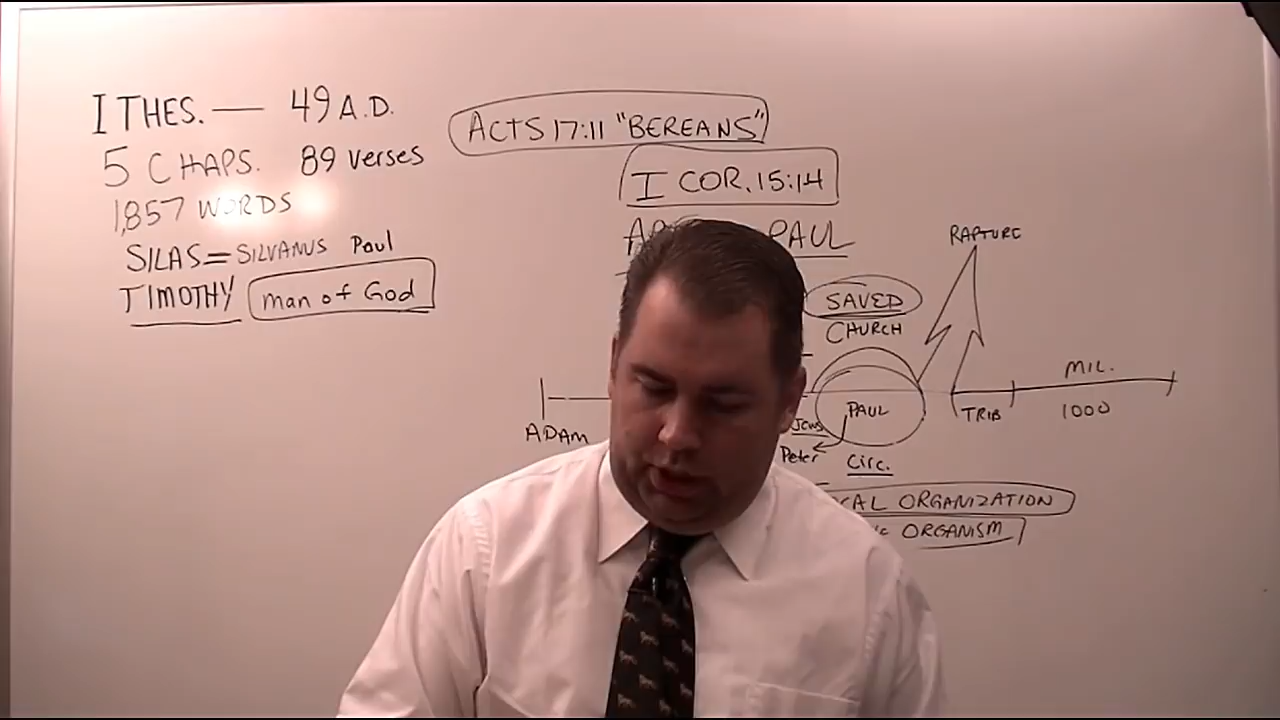 I THES. — 49 A.D.
5 CHAPS. 89 verses
1,857 WORDS
SILAS = SILVANUS Paul
TIMOTHY man of God
ACTS 17:11 "BEREANS"
I COR. 15:14
PAUL
RAPTURE
SAVED
CHURCH
MIL.
ADAM
PAUL
TRIB
1000
Jews
Peter
Circ.
ORGANIZATION
ORGANISM